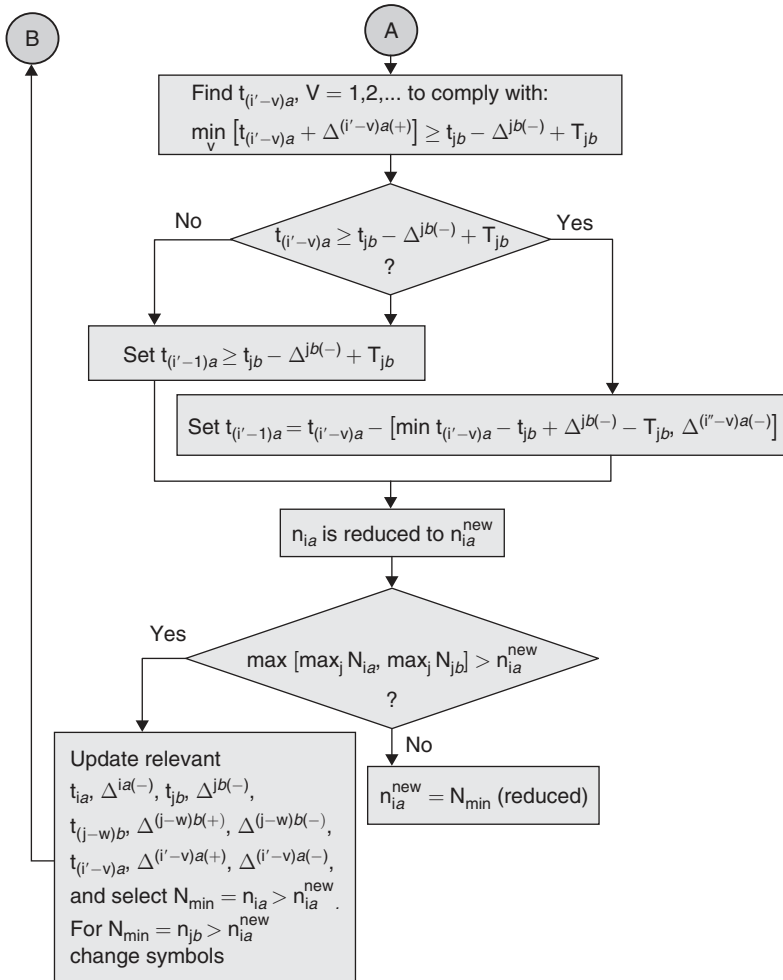 B
A
Find t_(i′−v)a, V = 1,2,... to comply with:
min_v [t_(i′−v)a + Δ^(i′−v)a(+)] ≥ t_jb − Δ^jb(−) + T_jb
No
Yes
t_(i′−v)a ≥ t_jb − Δ^jb(−) + T_jb
?
Set t_(i′−1)a ≥ t_jb − Δ^jb(−) + T_jb
Set t_(i′−1)a = t_(i′−v)a − [min t_(i′−v)a − t_jb + Δ^jb(−) − T_jb, Δ^(i″−v)a(−)]
n_ia is reduced to n_ia^new
Yes
max [max_j N_ia, max_j N_jb] > n_ia^new
?
No
Update relevant
t_ia, Δ^ia(−), t_jb, Δ^jb(−),
t_(j−w)b, Δ^(j−w)b(+), Δ^(j−w)b(−),
t_(i′−v)a, Δ^(i′−v)a(+), Δ^(i′−v)a(−),
and select N_min = n_ia > n_ia^new.
For N_min = n_jb > n_ia^new
change symbols
n_ia^new = N_min (reduced)